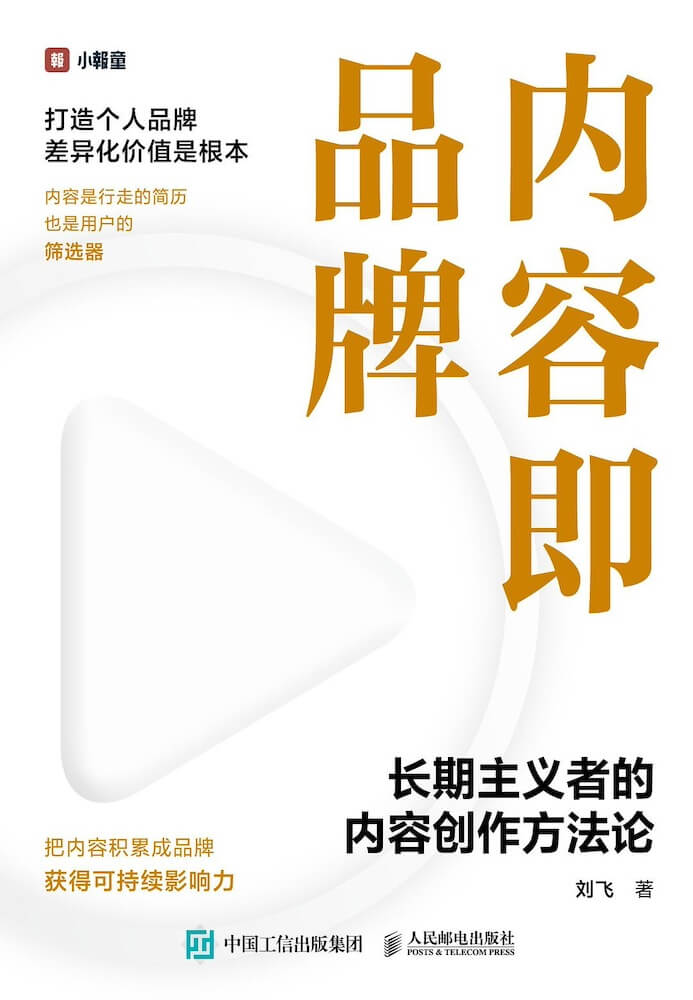 報 小報童
打造个人品牌
差异化价值是根本
内容是行走的简历
也是用户的
筛选器
内容即
品牌
长期主义者的
内容创作方法论
刘飞 著
把内容积累成品牌
获得可持续影响力
中国工信出版集团
人民邮电出版社
POSTS & TELECOM PRESS